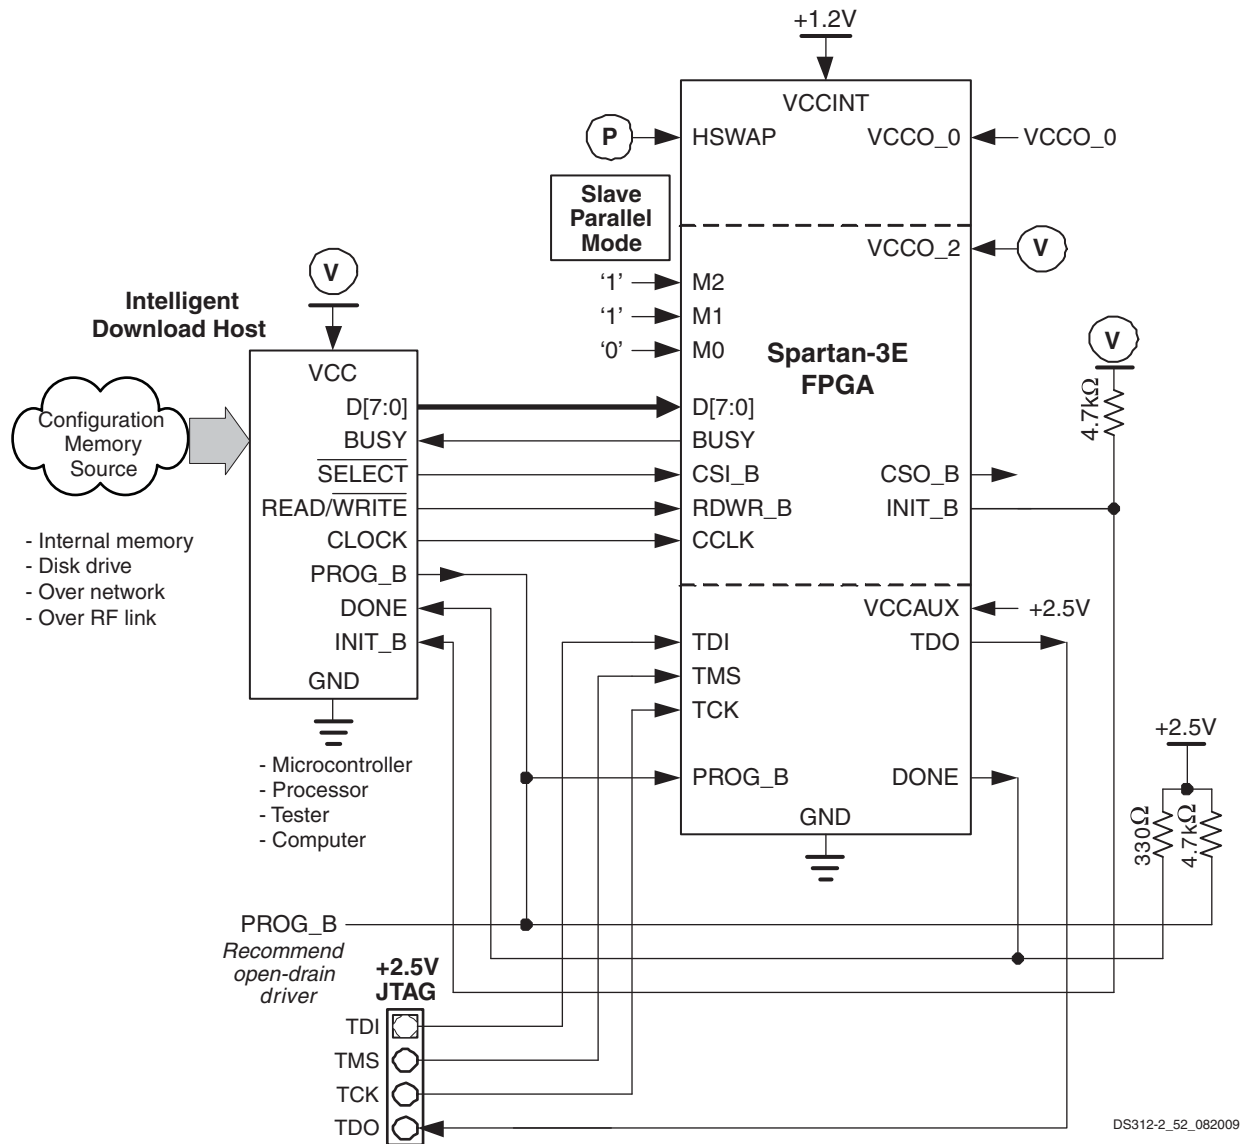 +1.2V
VCCINT
P
HSWAP
VCCO_0
VCCO_0
Slave
Parallel
Mode
VCCO_2
V
V
Intelligent
Download Host
'1'
M2
'1'
M1
'0'
M0
Spartan-3E
FPGA
V
4.7kΩ
VCC
Configuration
Memory
Source
D[7:0]
BUSY
SELECT
READ/WRITE
CLOCK
PROG_B
DONE
INIT_B
GND
D[7:0]
BUSY
CSI_B
RDWR_B
CCLK
CSO_B
INIT_B
- Internal memory
- Disk drive
- Over network
- Over RF link
VCCAUX
+2.5V
TDI
TMS
TCK
TDO
PROG_B
DONE
GND
- Microcontroller
- Processor
- Tester
- Computer
+2.5V
330Ω
4.7kΩ
PROG_B
Recommend
open-drain
driver
+2.5V
JTAG
TDI
TMS
TCK
TDO
DS312-2_52_082009